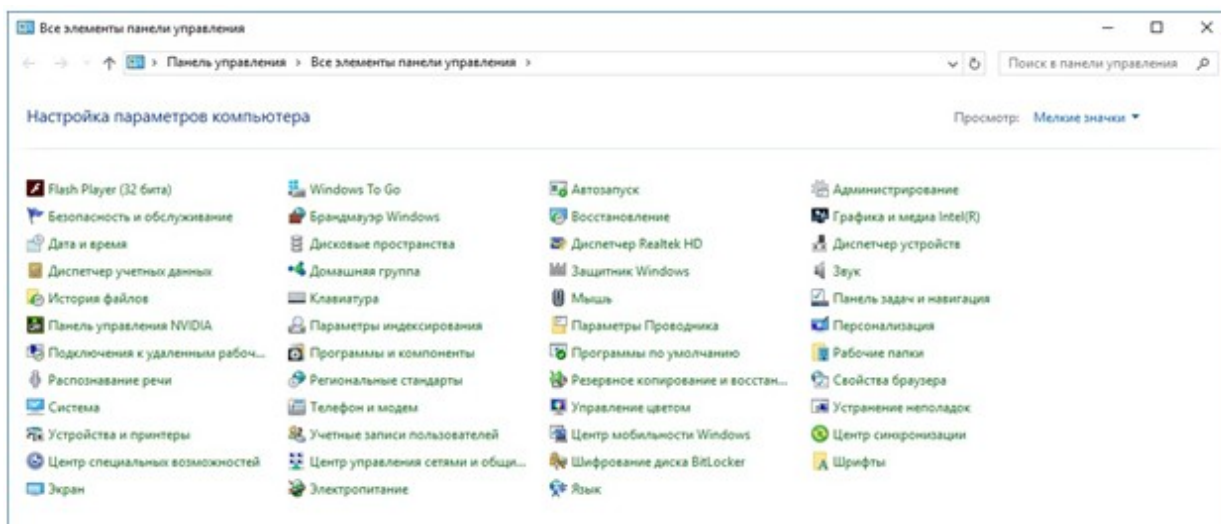 Все элементы панели управления
Панель управления > Все элементы панели управления >
Поиск в панели управления
Настройка параметров компьютера
Просмотр: Мелкие значки
Flash Player (32 бита) Windows To Go Автозапуск Администрирование
Безопасность и обслуживание Брандмауэр Windows Восстановление Графика и медиа Intel(R)
Дата и время Дисковые пространства Диспетчер Realtek HD Диспетчер устройств
Диспетчер учетных данных Домашняя группа Защитник Windows Звук
История файлов Клавиатура Мышь Панель задач и навигация
Панель управления NVIDIA Параметры индексирования Параметры Проводника Персонализация
Подключения к удаленным рабоч... Программы и компоненты Программы по умолчанию Рабочие папки
Распознавание речи Региональные стандарты Резервное копирование и восстан... Свойства браузера
Система Телефон и модем Управление цветом Устранение неполадок
Устройства и принтеры Учетные записи пользователей Центр мобильности Windows Центр синхронизации
Центр специальных возможностей Центр управления сетями и общи... Шифрование диска BitLocker Шрифты
Экран Электропитание Язык